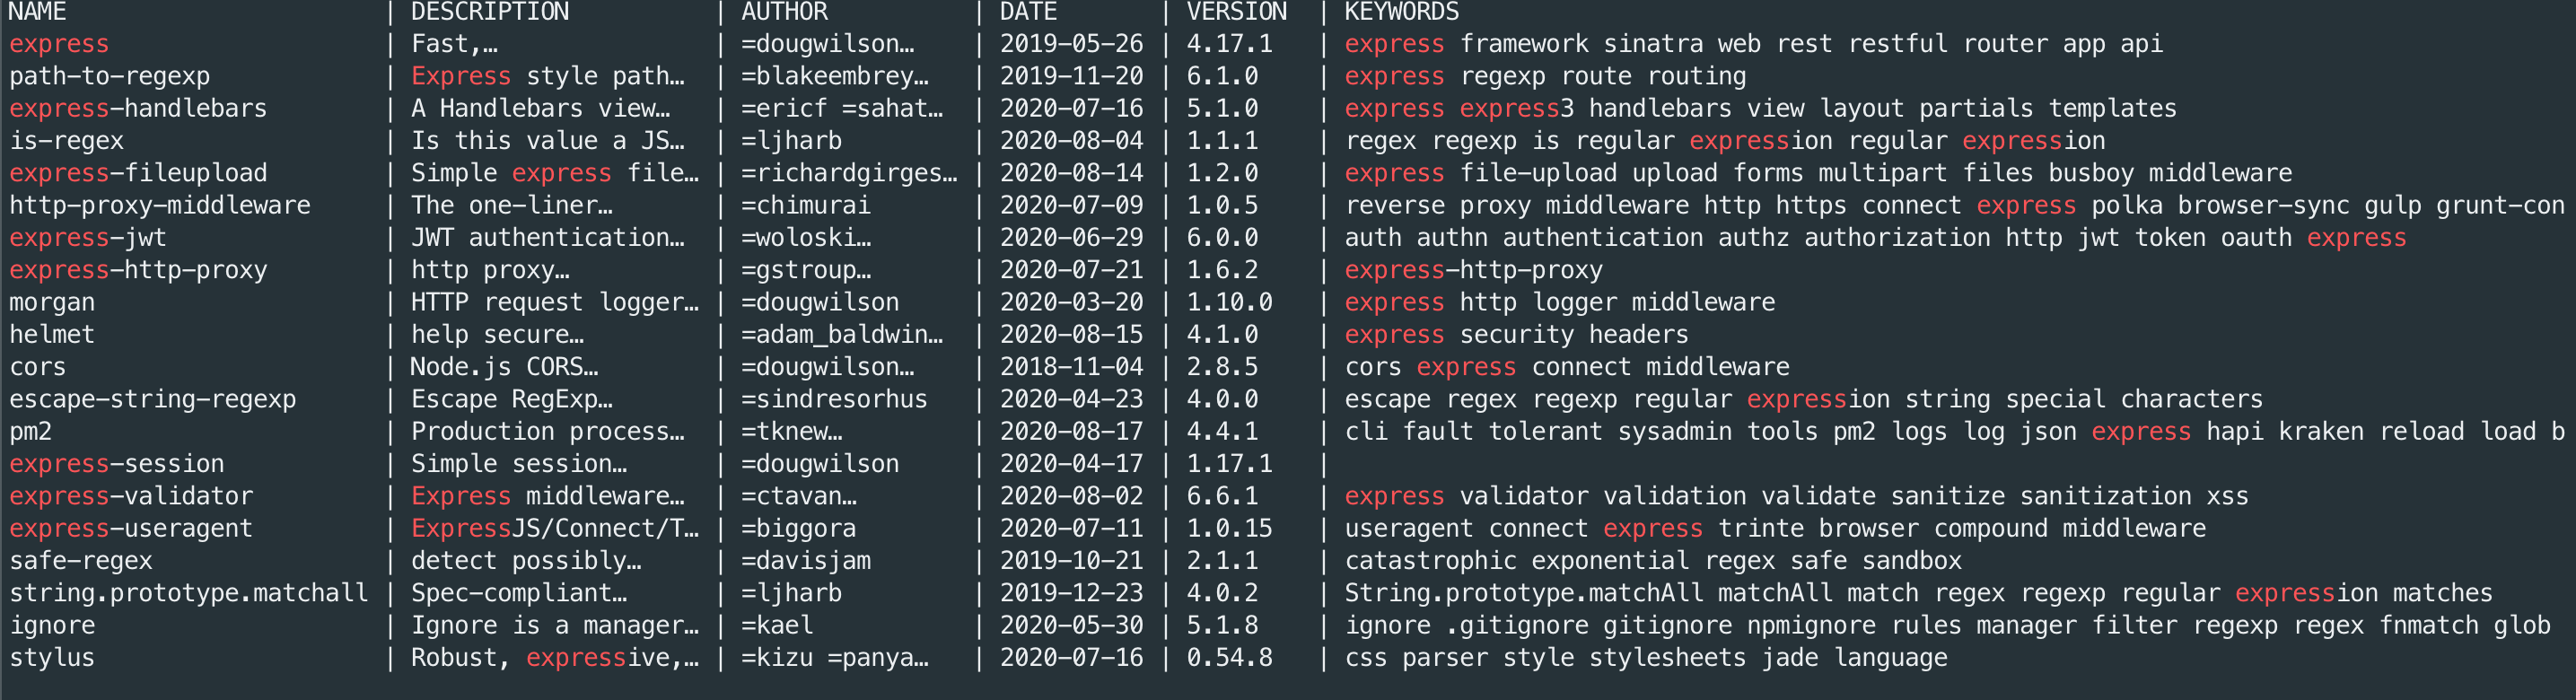 NAME | DESCRIPTION | AUTHOR | DATE | VERSION | KEYWORDS
express | Fast,… | =dougwilson… | 2019-05-26 | 4.17.1 | express framework sinatra web rest restful router app api
path-to-regexp | Express style path… | =blakeembrey… | 2019-11-20 | 6.1.0 | express regexp route routing
express-handlebars | A Handlebars view… | =ericf =sahat… | 2020-07-16 | 5.1.0 | express express3 handlebars view layout partials templates
is-regex | Is this value a JS… | =ljharb | 2020-08-04 | 1.1.1 | regex regexp is regular expression regular expression
express-fileupload | Simple express file… | =richardgirges… | 2020-08-14 | 1.2.0 | express file-upload upload forms multipart files busboy middleware
http-proxy-middleware | The one-liner… | =chimurai | 2020-07-09 | 1.0.5 | reverse proxy middleware http https connect express polka browser-sync gulp grunt-con
express-jwt | JWT authentication… | =woloski… | 2020-06-29 | 6.0.0 | auth authn authentication authz authorization http jwt token oauth express
express-http-proxy | http proxy… | =gstroup… | 2020-07-21 | 1.6.2 | express-http-proxy
morgan | HTTP request logger… | =dougwilson | 2020-03-20 | 1.10.0 | express http logger middleware
helmet | help secure… | =adam_baldwin… | 2020-08-15 | 4.1.0 | express security headers
cors | Node.js CORS… | =dougwilson… | 2018-11-04 | 2.8.5 | cors express connect middleware
escape-string-regexp | Escape RegExp… | =sindresorhus | 2020-04-23 | 4.0.0 | escape regex regexp regular expression string special characters
pm2 | Production process… | =tknew… | 2020-08-17 | 4.4.1 | cli fault tolerant sysadmin tools pm2 logs log json express hapi kraken reload load b
express-session | Simple session… | =dougwilson | 2020-04-17 | 1.17.1 |
express-validator | Express middleware… | =ctavan… | 2020-08-02 | 6.6.1 | express validator validation validate sanitize sanitization xss
express-useragent | ExpressJS/Connect/T… | =biggora | 2020-07-11 | 1.0.15 | useragent connect express trinte browser compound middleware
safe-regex | detect possibly… | =davisjam | 2019-10-21 | 2.1.1 | catastrophic exponential regex safe sandbox
string.prototype.matchall | Spec-compliant… | =ljharb | 2019-12-23 | 4.0.2 | String.prototype.matchAll matchAll match regex regexp regular expression matches
ignore | Ignore is a manager… | =kael | 2020-05-30 | 5.1.8 | ignore .gitignore gitignore npmignore rules manager filter regexp regex fnmatch glob
stylus | Robust, expressive,… | =kizu =panya… | 2020-07-16 | 0.54.8 | css parser style stylesheets jade language